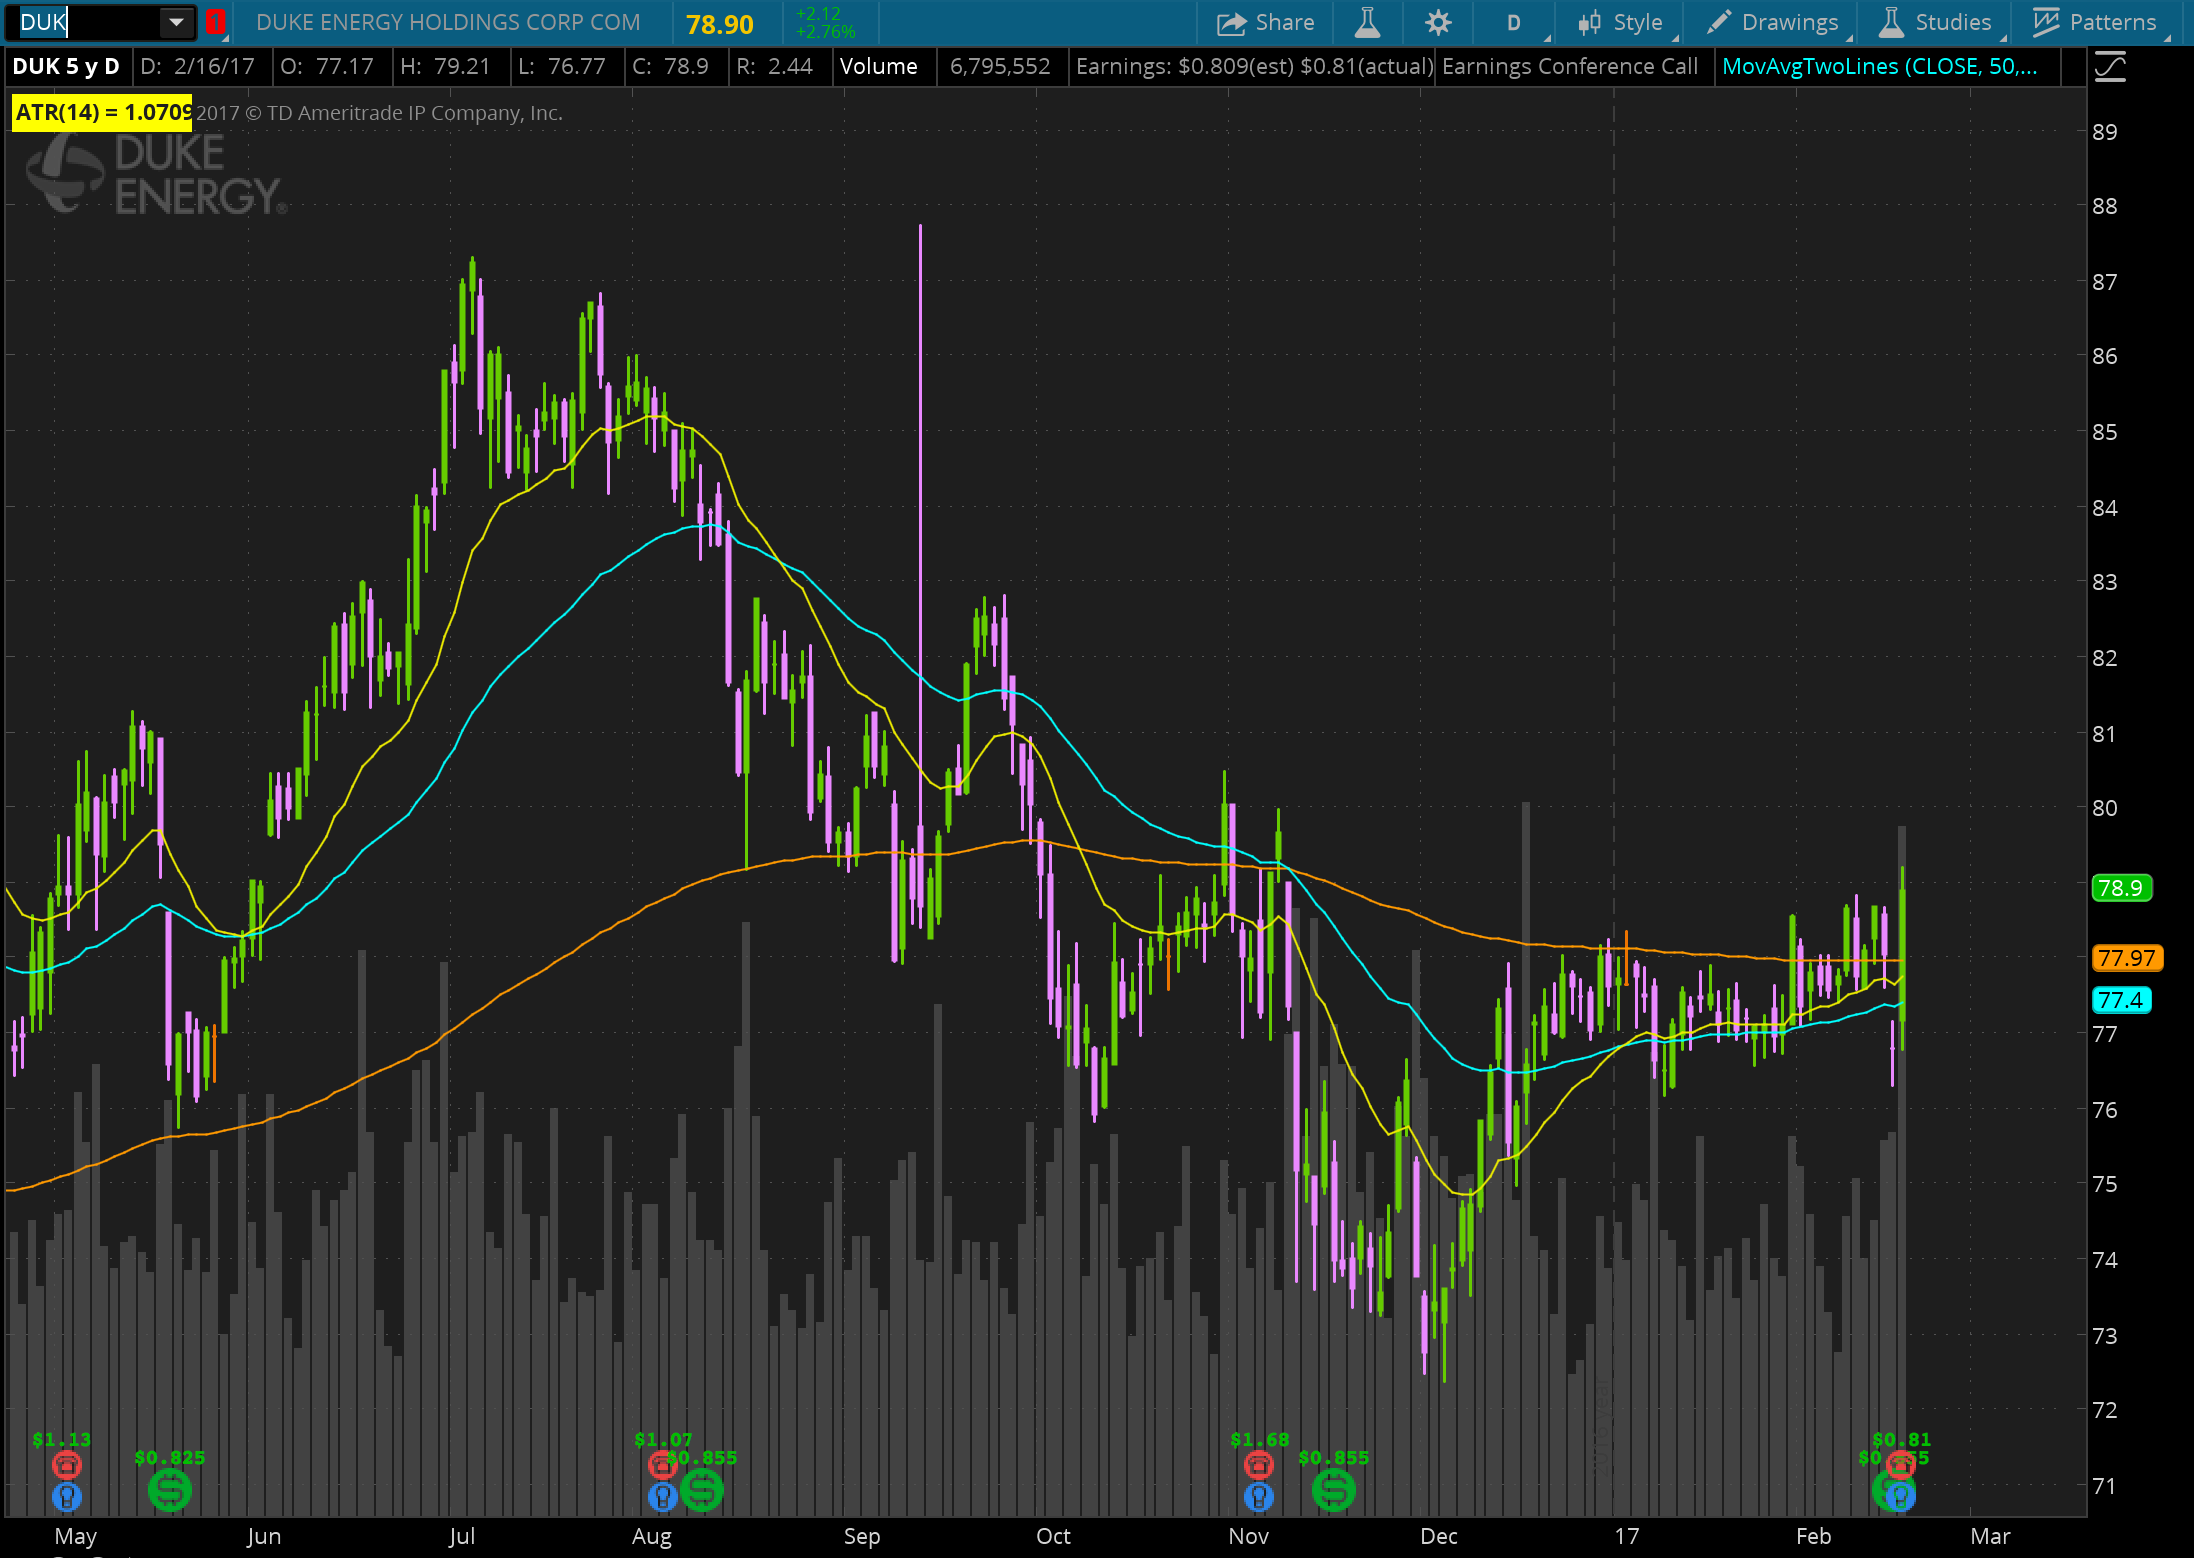 DUK
1
DUKE ENERGY HOLDINGS CORP COM
78.90
+2.12
+2.76%
Share
D
Style
Drawings
Studies
Patterns
DUK 5 y D
D: 2/16/17
O: 77.17
H: 79.21
L: 76.77
C: 78.9
R: 2.44
Volume
6,795,552
Earnings: $0.809(est) $0.81(actual)
Earnings Conference Call
MovAvgTwoLines (CLOSE, 50,...
ATR(14) = 1.0709
2017 © TD Ameritrade IP Company, Inc.
DUKE
ENERGY®
89
88
87
86
85
84
83
82
81
80
78.9
77.97
77.4
77
76
75
74
73
72
71
$1.13
$0.825
$1.07
$0.855
$1.68
$0.855
$0.81
May
Jun
Jul
Aug
Sep
Oct
Nov
Dec
17
Feb
Mar